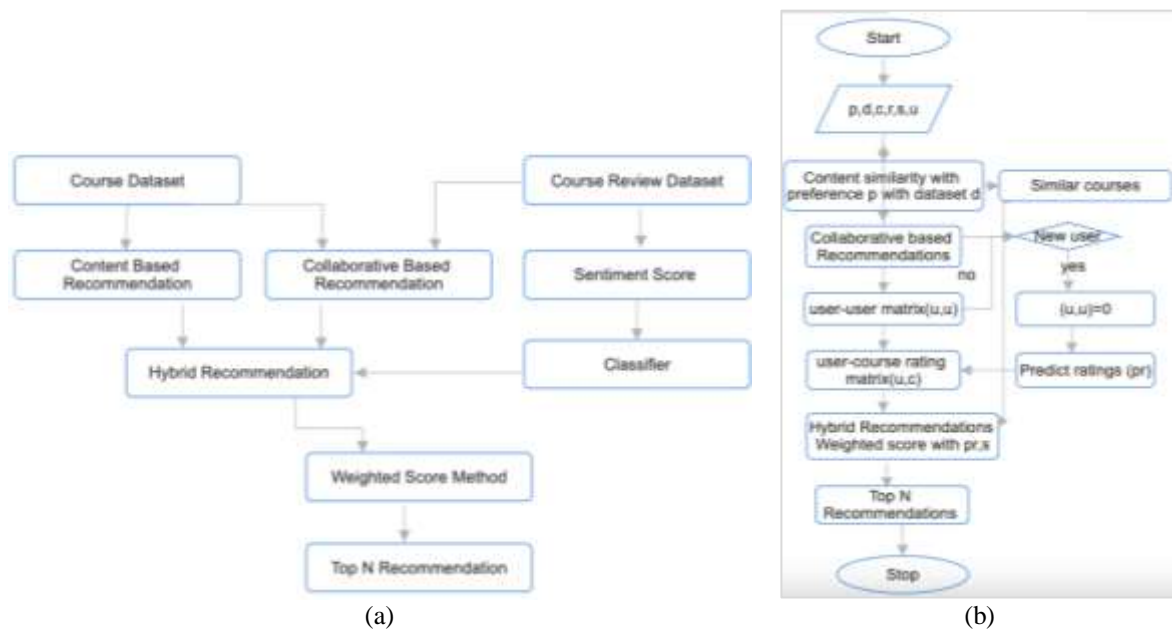 Course Dataset
Course Review Dataset
Content Based
Recommendation
Collaborative Based
Recommendation
Sentiment Score
Hybrid Recommendation
Classifier
Weighted Score Method
Top N Recommendation
(a)
Start
p,d,c,r,s,u
Content similarity with
preference p with dataset d
Similar courses
Collaborative based
Recommendations
New user
no
yes
user-user matrix(u,u)
(u,u)=0
user-course rating
matrix(u,c)
Predict ratings (pr)
Hybrid Recommendations
Weighted score with pr,s
Top N
Recommendations
Stop
(b)